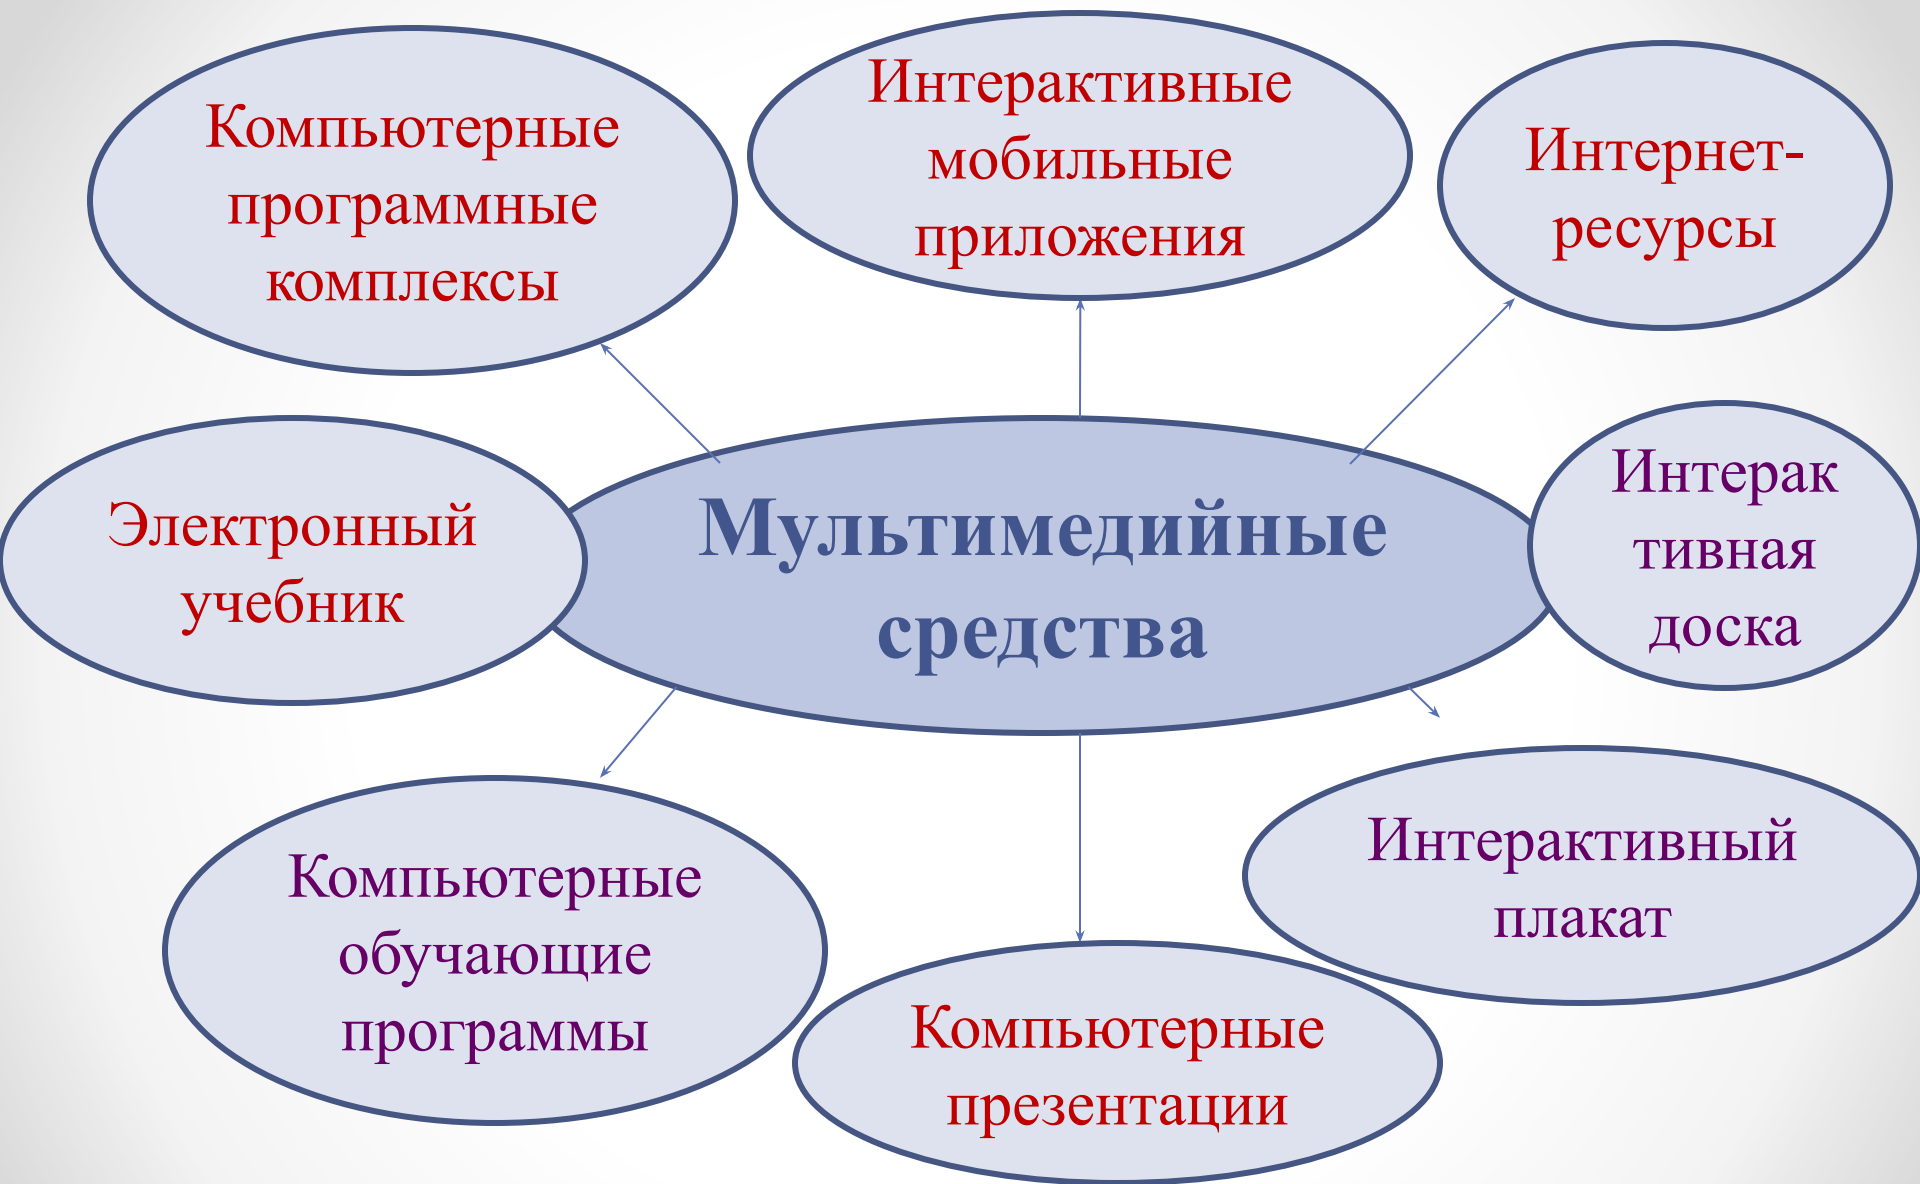 Компьютерные
программные
комплексы
Интерактивные
мобильные
приложения
Интернет-
ресурсы
Электронный
учебник
Мультимедийные
средства
Интерак
тивная
доска
Компьютерные
обучающие
программы
Компьютерные
презентации
Интерактивный
плакат